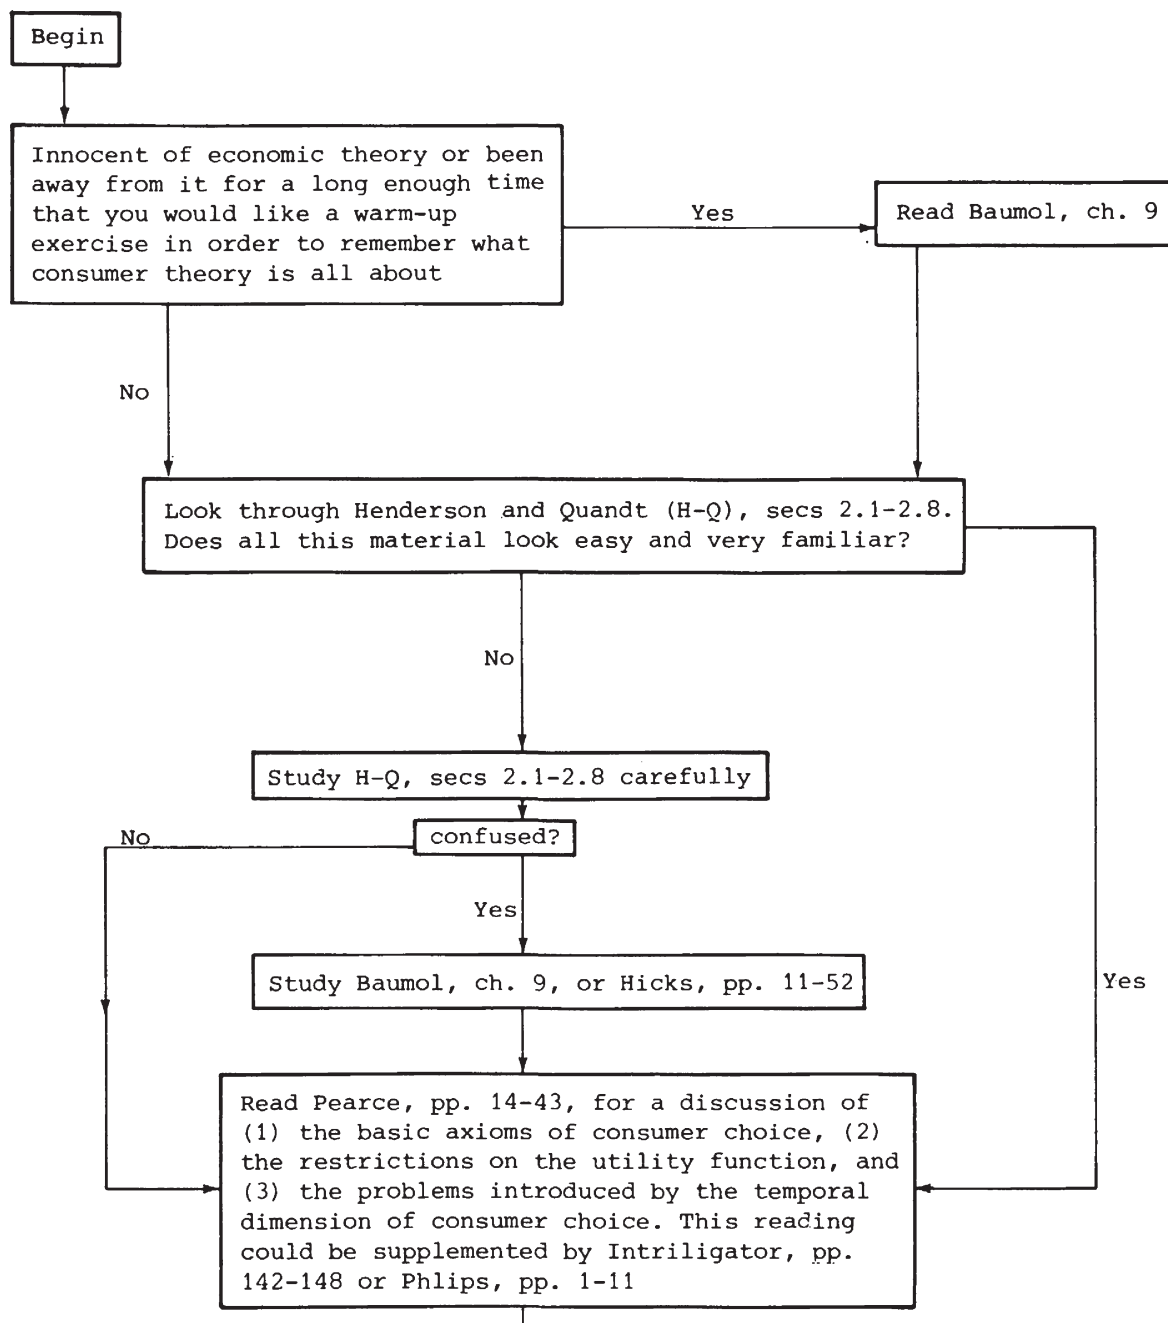 Begin
Innocent of economic theory or been
away from it for a long enough time
that you would like a warm-up
exercise in order to remember what
consumer theory is all about
Yes
Read Baumol, ch. 9
No
Look through Henderson and Quandt (H-Q), secs 2.1-2.8.
Does all this material look easy and very familiar?
No
Study H-Q, secs 2.1-2.8 carefully
No
confused?
Yes
Study Baumol, ch. 9, or Hicks, pp. 11-52
Yes
Read Pearce, pp. 14-43, for a discussion of
(1) the basic axioms of consumer choice, (2)
the restrictions on the utility function, and
(3) the problems introduced by the temporal
dimension of consumer choice. This reading
could be supplemented by Intriligator, pp.
142-148 or Phlips, pp. 1-11